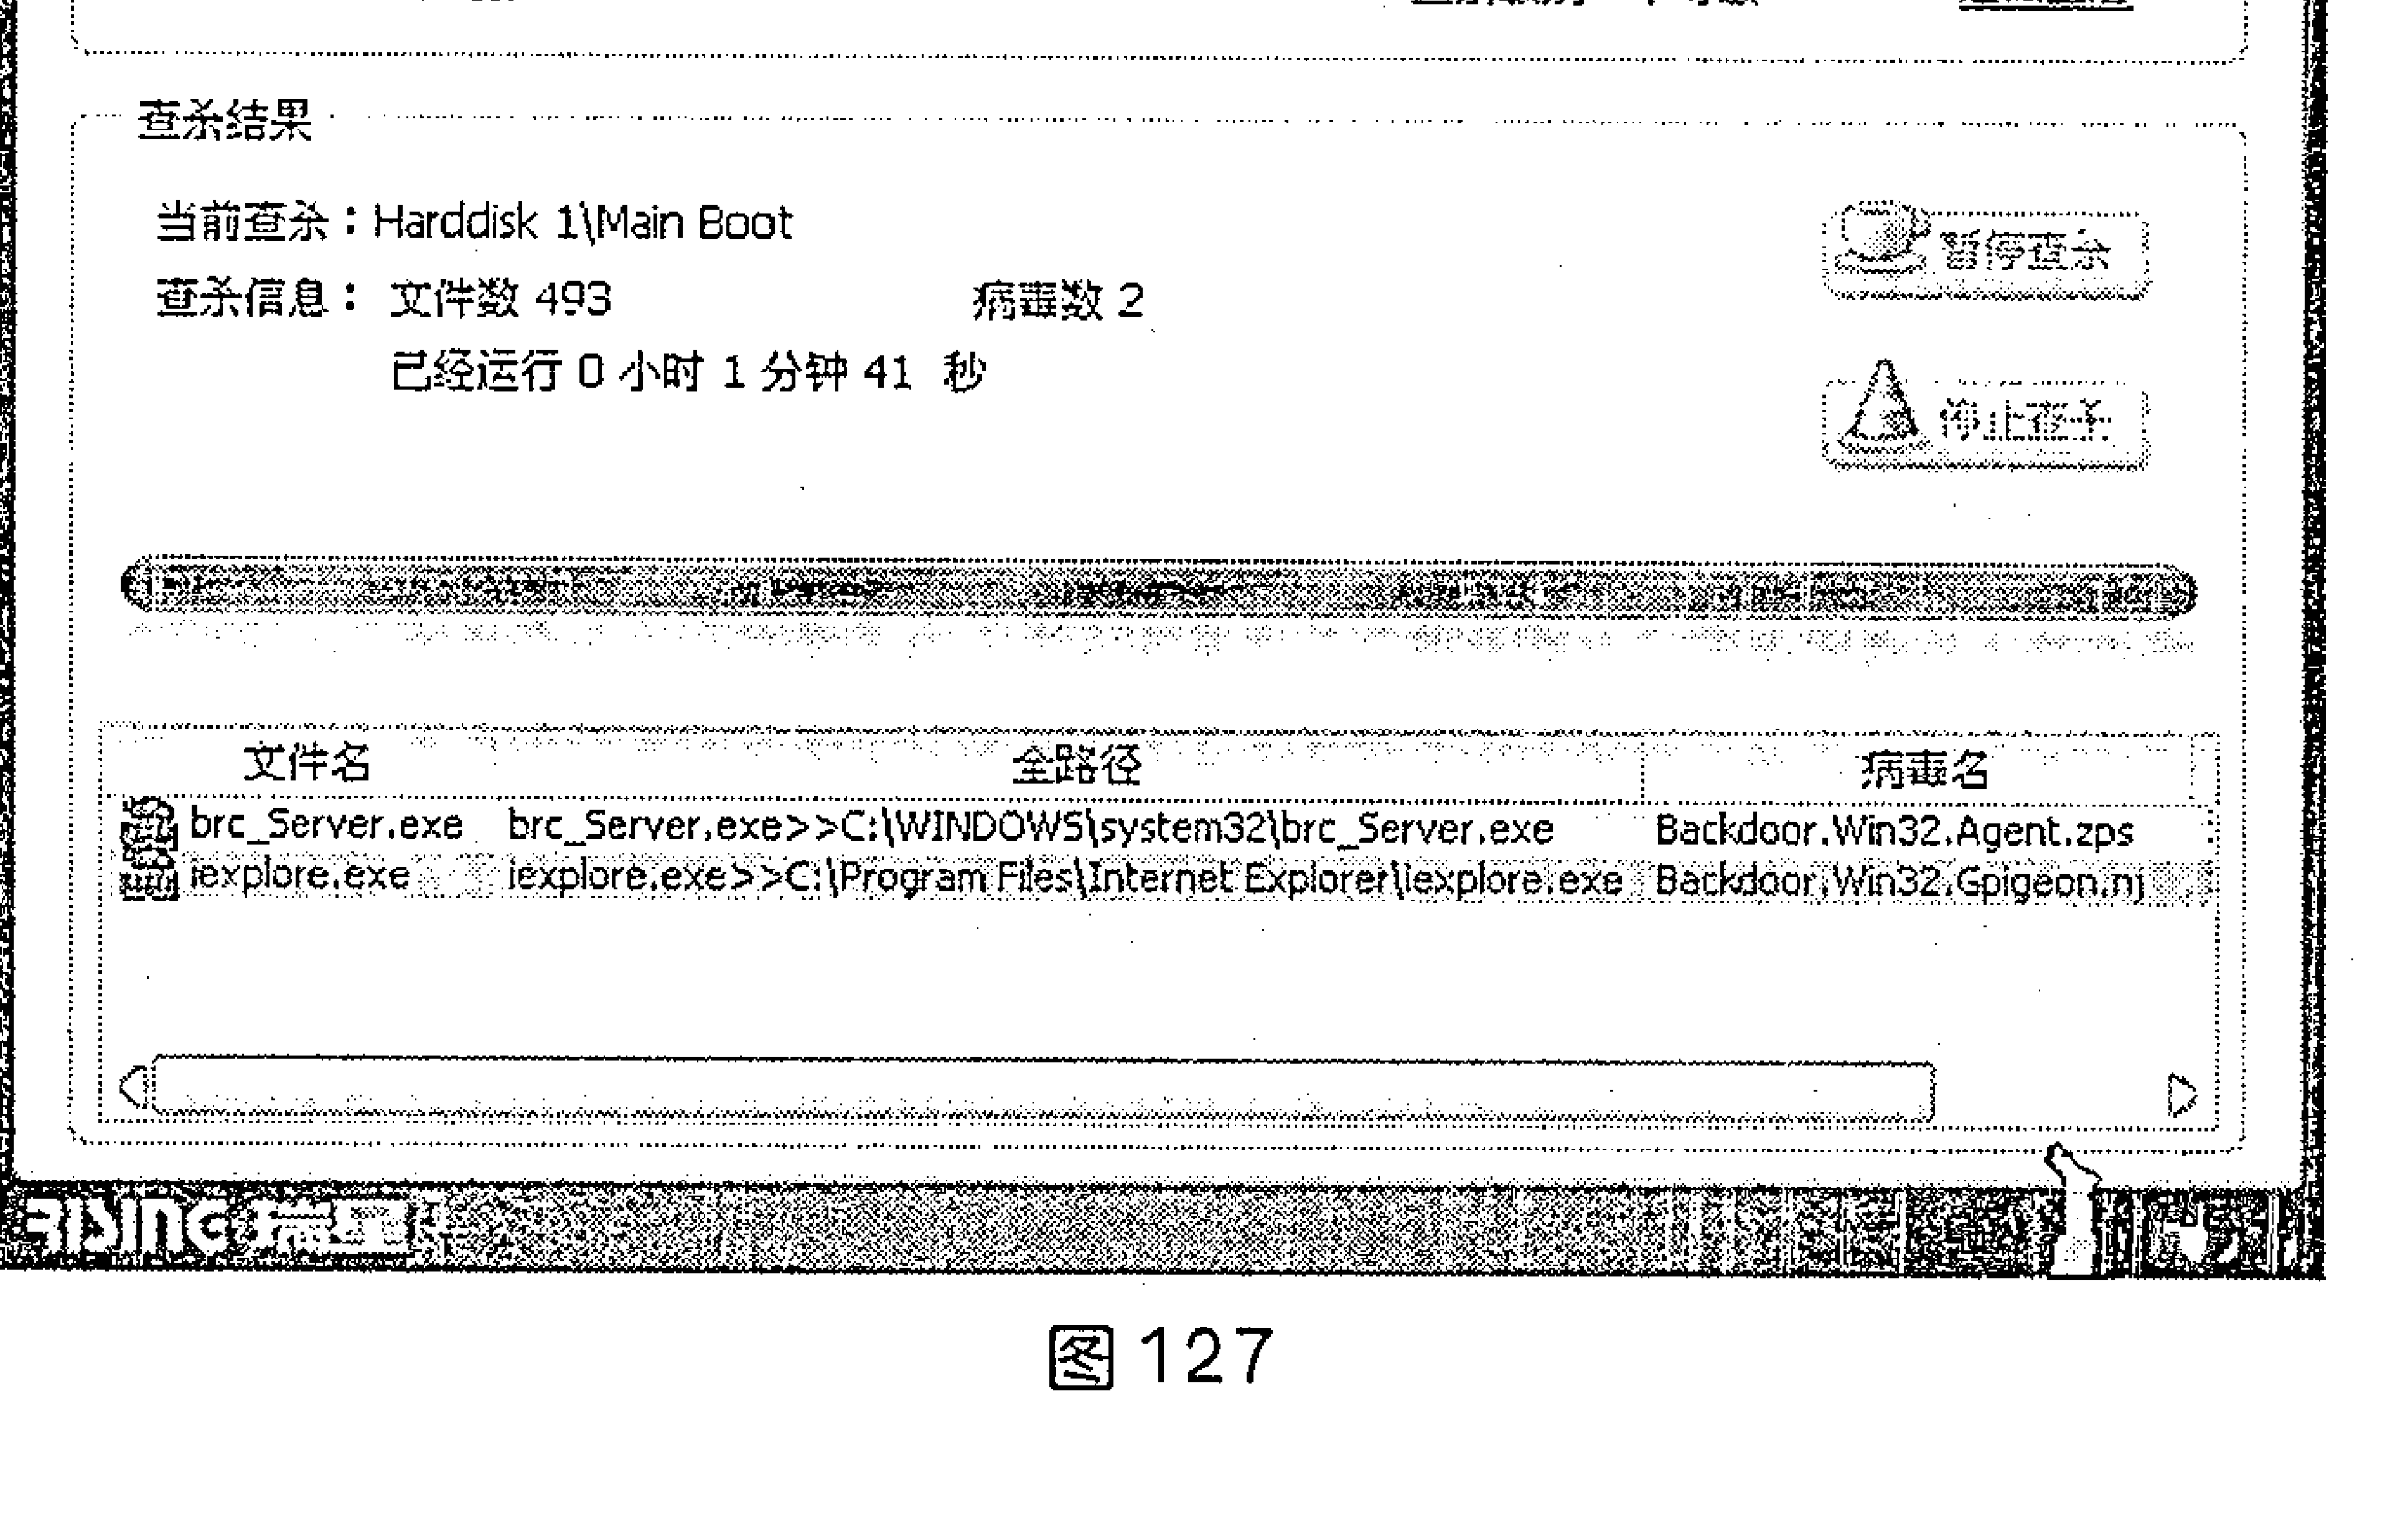 查杀结果
当前查杀：Harddisk 1\Main Boot
暂停查杀
查杀信息： 文件数 493 病毒数 2
已经运行 0 小时 1 分钟 41 秒
停止查杀
文件名 全路径 病毒名
brc_Server.exe brc_Server.exe>>C:\WINDOWS\system32\brc_Server.exe Backdoor.Win32.Agent.zps
iexplore.exe iexplore.exe>>C:\Program Files\Internet Explorer\iexplore.exe Backdoor.Win32.Gpigeon.nj
RISING 瑞星
图 127